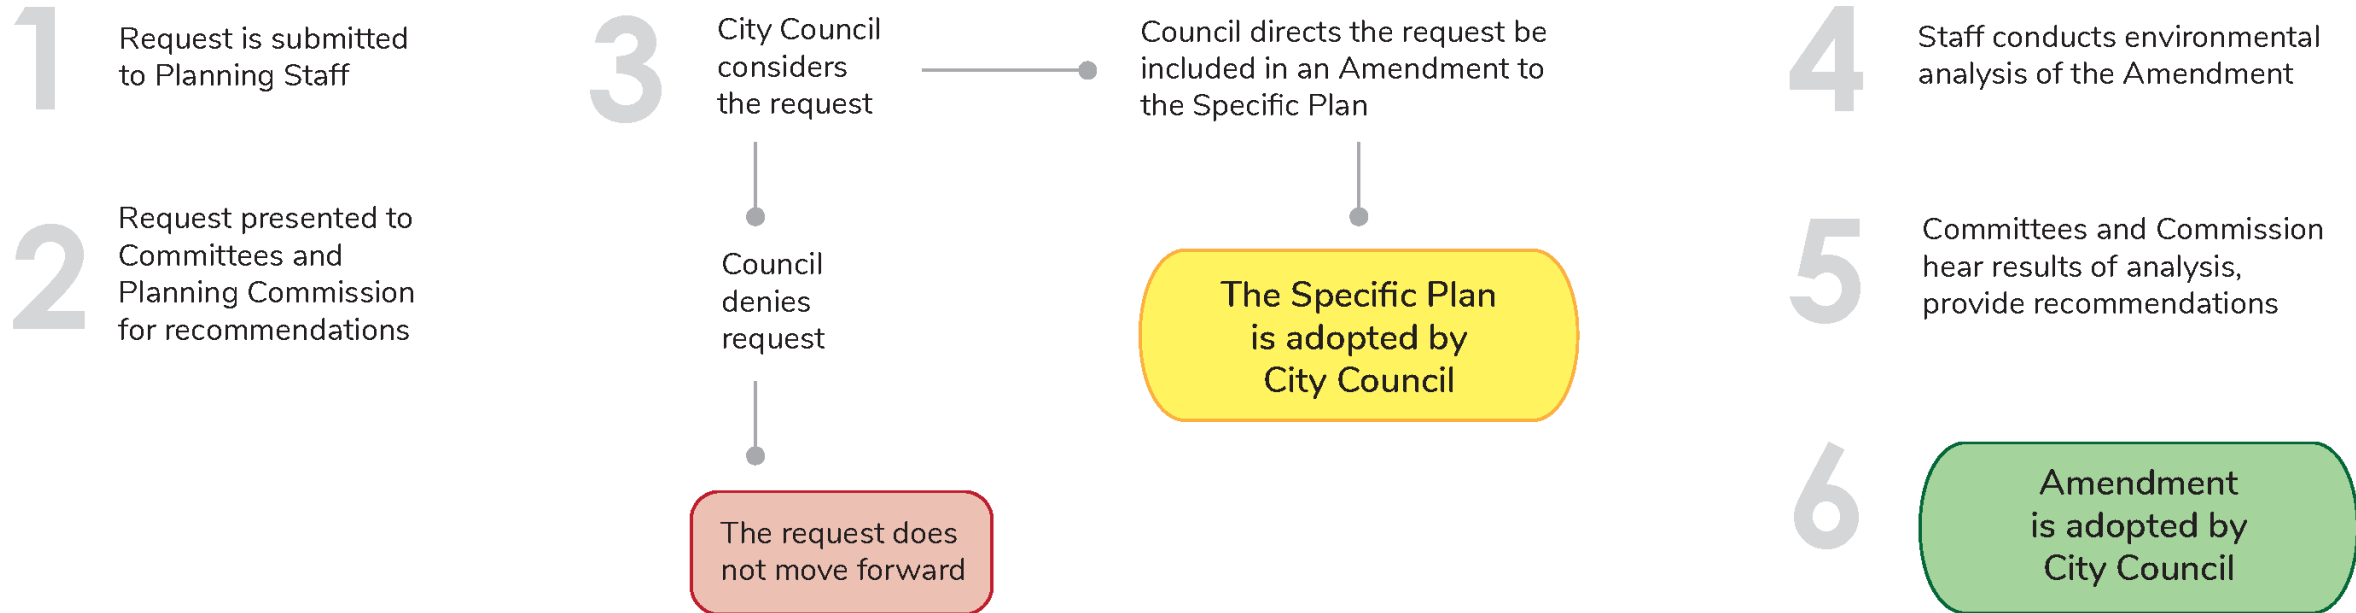 1
Request is submitted
to Planning Staff
2
Request presented to
Committees and
Planning Commission
for recommendations
3
City Council
considers
the request
Council denies
request
The request does
not move forward
Council directs the request be
included in an Amendment to
the Specific Plan
The Specific Plan
is adopted by
City Council
4
Staff conducts environmental
analysis of the Amendment
5
Committees and Commission
hear results of analysis,
provide recommendations
6
Amendment
is adopted by
City Council